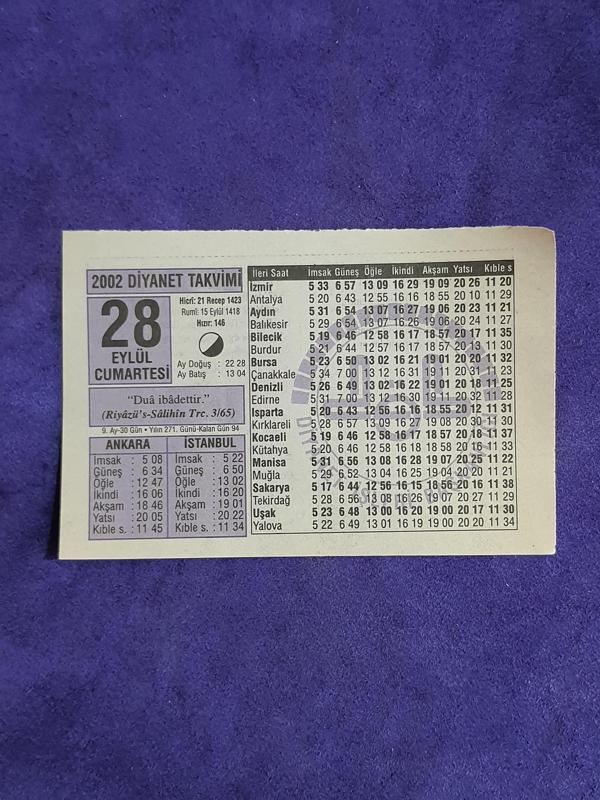 2002 DİYANET TAKVİMİ
28
EYLÜL
CUMARTESİ
Hicrî: 21 Recep 1423
Rumî: 15 Eylül 1418
Hızır: 146
Ay Doğuş : 22 28
Ay Batış : 13 04
“Duâ ibâdettir.”
(Riyâzü's-Sâlihîn Trc. 3/65)
9. Ay-30 Gün • Yılın 271. Günü-Kalan Gün 94
ANKARA
İmsak : 5 08
Güneş : 6 34
Öğle : 12 47
İkindi : 16 06
Akşam : 18 46
Yatsı : 20 05
Kıble s. : 11 45
İSTANBUL
İmsak : 5 22
Güneş : 6 50
Öğle : 13 02
İkindi : 16 20
Akşam : 19 01
Yatsı : 20 22
Kıble s. : 11 34
İleri Saat İmsak Güneş Öğle İkindi Akşam Yatsı Kıble s
İzmir 5 33 6 57 13 09 16 29 19 09 20 26 11 20
Antalya 5 20 6 43 12 55 16 16 18 55 20 10 11 29
Aydın 5 31 6 54 13 07 16 27 19 06 20 23 11 21
Balıkesir 5 29 6 54 13 07 16 26 19 06 20 24 11 27
Bilecik 5 19 6 46 12 58 16 17 18 57 20 17 11 35
Burdur 5 21 6 44 12 57 16 17 18 57 20 13 11 30
Bursa 5 23 6 50 13 02 16 21 19 01 20 20 11 32
Çanakkale 5 34 7 00 13 12 16 31 19 12 20 31 11 23
Denizli 5 26 6 49 13 02 16 22 19 01 20 18 11 25
Edirne 5 31 7 00 13 12 16 30 19 11 20 32 11 26
Isparta 5 20 6 43 12 56 16 16 18 55 20 12 11 31
Kırklareli 5 28 6 57 13 09 16 27 19 08 20 30 11 29
Kocaeli 5 19 6 46 12 58 16 17 18 57 20 18 11 37
Kütahya 5 20 6 46 12 58 16 18 18 58 20 16 11 33
Manisa 5 31 6 56 13 08 16 28 19 07 20 25 11 22
Muğla 5 29 6 52 13 04 16 25 19 04 20 20 11 21
Sakarya 5 17 6 44 12 56 16 15 18 56 20 16 11 38
Tekirdağ 5 28 6 56 13 08 16 26 19 07 20 27 11 29
Uşak 5 23 6 48 13 00 16 20 19 00 20 17 11 30
Yalova 5 22 6 49 13 01 16 19 19 00 20 20 11 34